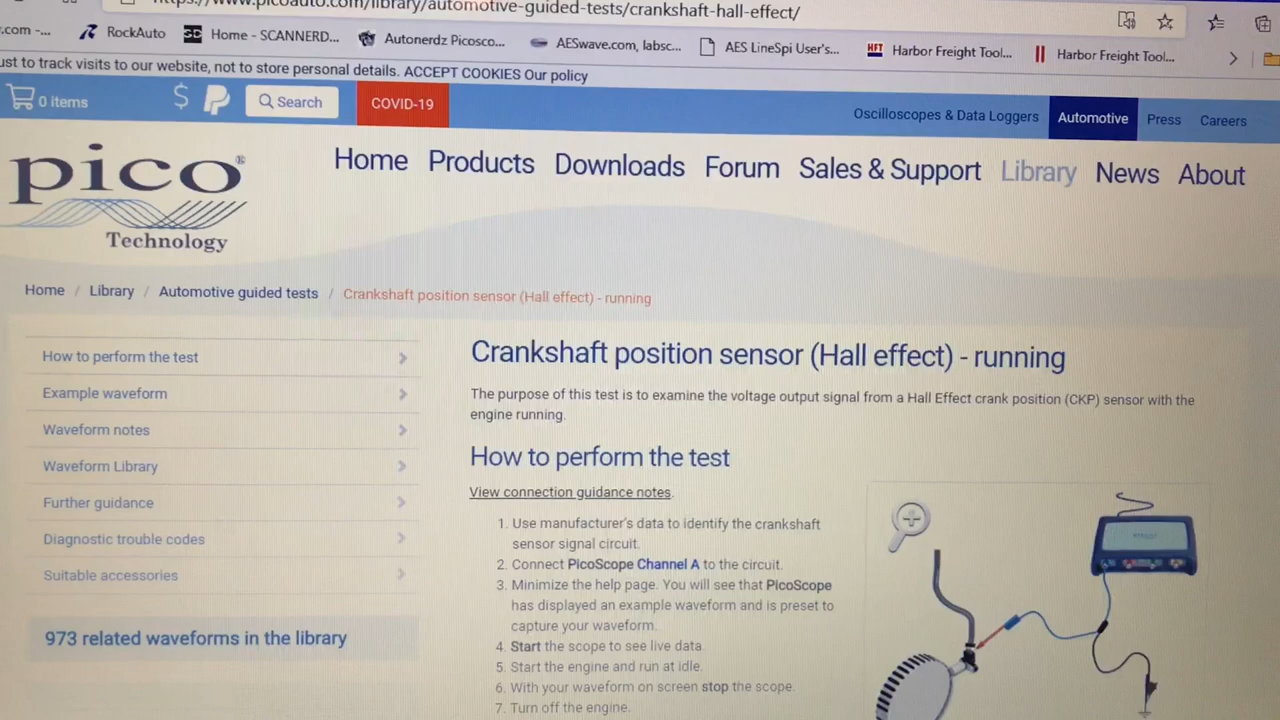 https://www.picoauto.com/library/automotive-guided-tests/crankshaft-hall-effect/
.com -...
RockAuto
Home - SCANNERD...
Autonerdz Picosco...
AESwave.com, labsc...
AES LineSpi User's...
HFT
Harbor Freight Tool...
Harbor Freight Tool...
ust to track visits to our website, not to store personal details. ACCEPT COOKIES Our policy
0 items
$
Search
COVID-19
Oscilloscopes & Data Loggers
Automotive
Press
Careers
pico®
Technology
Home
Products
Downloads
Forum
Sales & Support
Library
News
About
Home / Library / Automotive guided tests / Crankshaft position sensor (Hall effect) - running
How to perform the test
Example waveform
Waveform notes
Waveform Library
Further guidance
Diagnostic trouble codes
Suitable accessories
973 related waveforms in the library
Crankshaft position sensor (Hall effect) - running
The purpose of this test is to examine the voltage output signal from a Hall Effect crank position (CKP) sensor with the
engine running.
How to perform the test
View connection guidance notes.
1. Use manufacturer's data to identify the crankshaft
sensor signal circuit.
2. Connect PicoScope Channel A to the circuit.
3. Minimize the help page. You will see that PicoScope
has displayed an example waveform and is preset to
capture your waveform.
4. Start the scope to see live data.
5. Start the engine and run at idle.
6. With your waveform on screen stop the scope.
7. Turn off the engine.